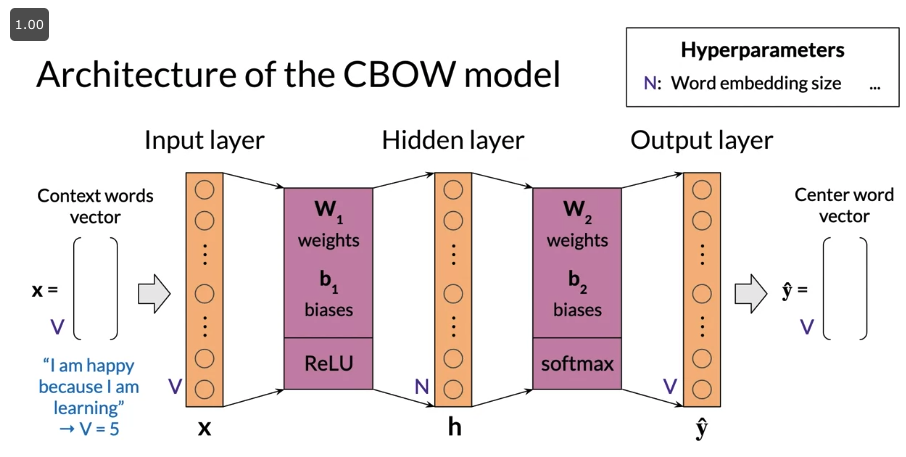 1.00
Architecture of the CBOW model
Hyperparameters
N: Word embedding size ...
Input layer
Hidden layer
Output layer
Context words
vector
x =
V
"I am happy
because I am
learning"
→ V = 5
V
x
W1
weights
b1
biases
ReLU
N
h
W2
weights
b2
biases
softmax
V
ŷ
Center word
vector
ŷ =
V